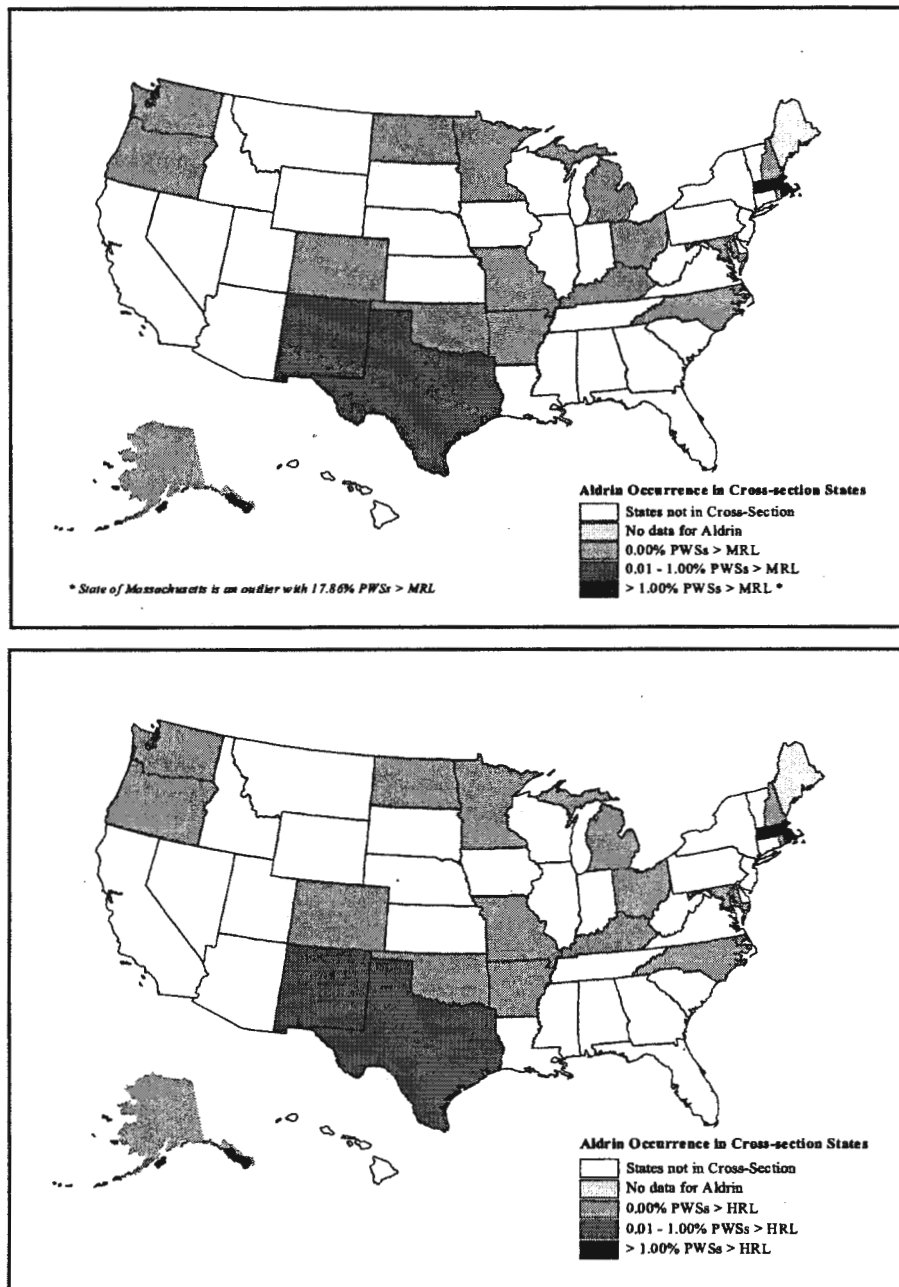 Aldrin Occurrence in Cross-section States
States not in Cross-Section
No data for Aldrin
0.00% PWSs > MRL
0.01 - 1.00% PWSs > MRL
> 1.00% PWSs > MRL *
* State of Massachusetts is an outlier with 17.86% PWSs > MRL
Aldrin Occurrence in Cross-section States
States not in Cross-Section
No data for Aldrin
0.00% PWSs > HRL
0.01 - 1.00% PWSs > HRL
> 1.00% PWSs > HRL